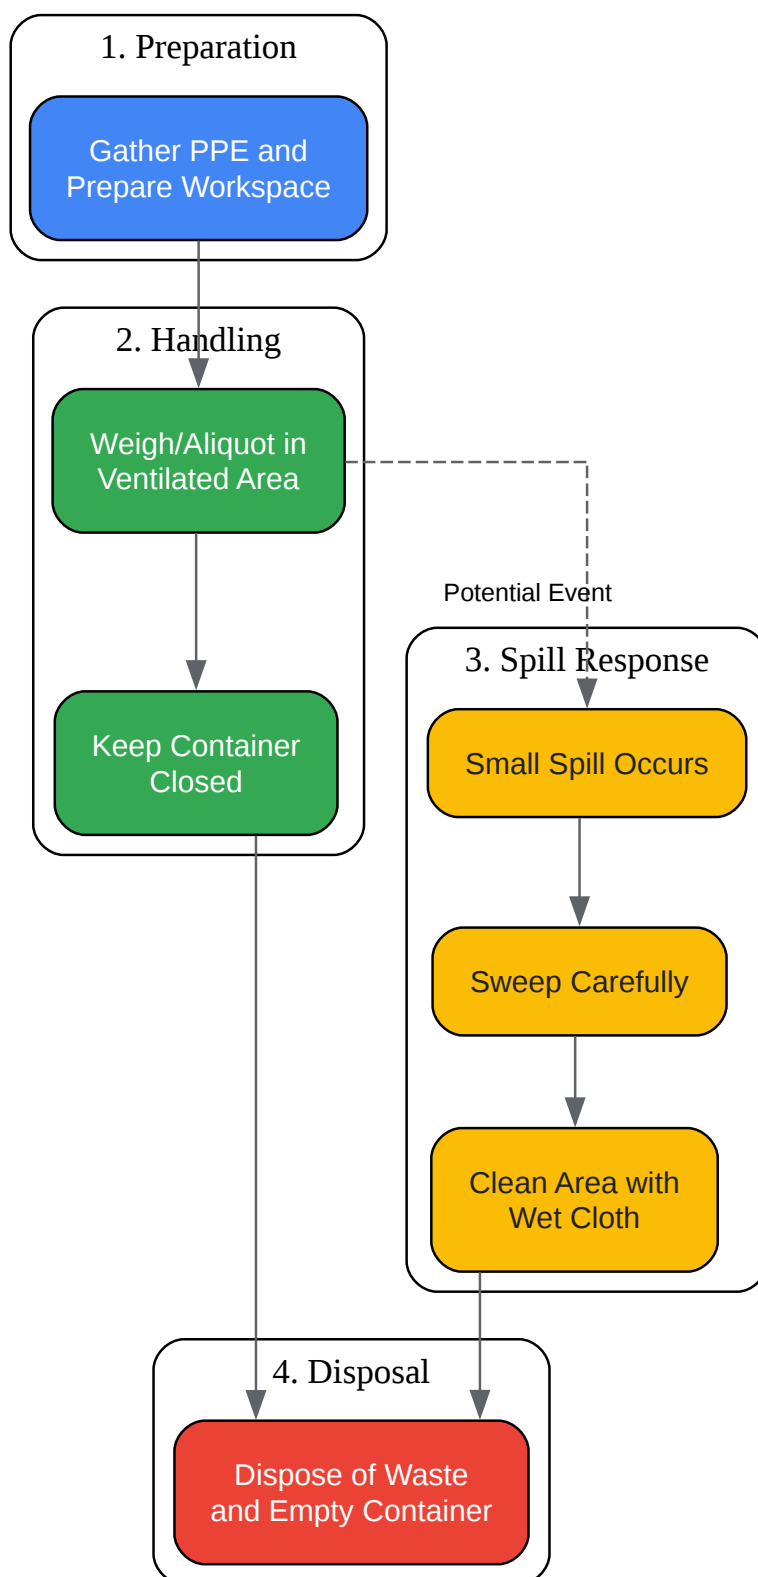 1. Preparation
Gather PPE and
Prepare Workspace
2. Handling
Weigh/Aliquot in
Ventilated Area
Keep Container
Closed
Potential Event
3. Spill Response
Small Spill Occurs
Sweep Carefully
Clean Area with
Wet Cloth
4. Disposal
Dispose of Waste
and Empty Container